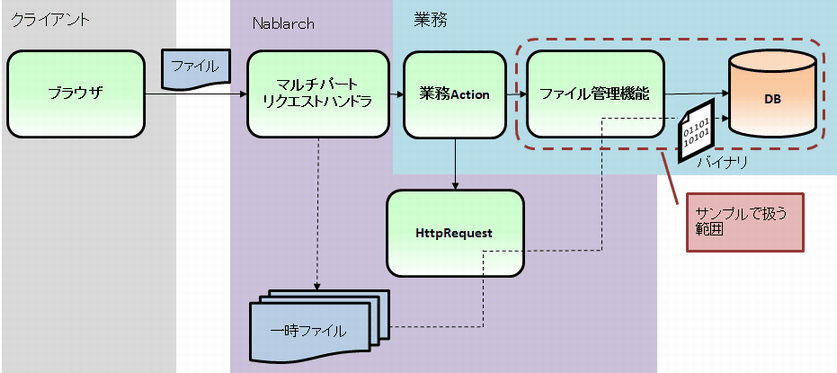 クライアント
Nablarch
業務
ブラウザ
ファイル
マルチパート
リクエストハンドラ
業務Action
ファイル管理機能
DB
01101
10101
バイナリ
HttpRequest
サンプルで扱う
範囲
一時ファイル